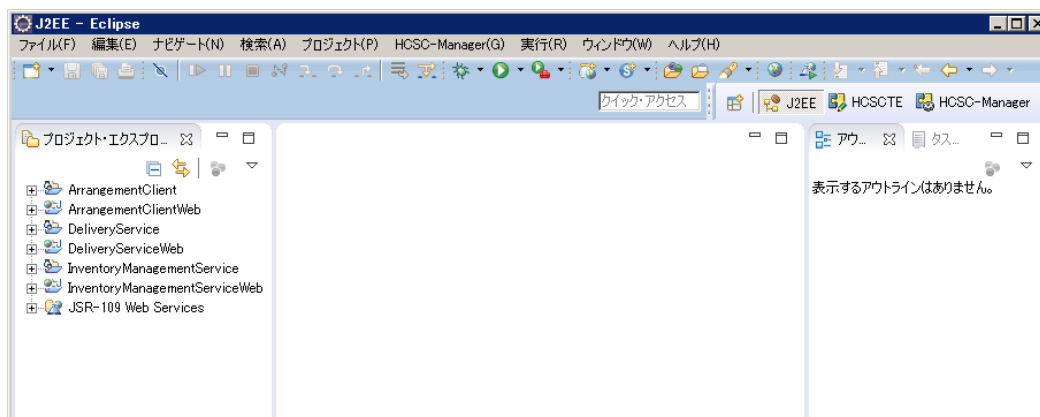 J2EE - Eclipse
ファイル(F) 編集(E) ナビゲート(N) 検索(A) プロジェクト(P) HCSC-Manager(G) 実行(R) ウィンドウ(W) ヘルプ(H)
クイック・アクセス J2EE HCSCTE HCSC-Manager
プロジェクト・エクスプロ... アウ... タス...
ArrangementClient
表示するアウトラインはありません。
ArrangementClientWeb
DeliveryService
DeliveryServiceWeb
InventoryManagementService
InventoryManagementServiceWeb
JSR-109 Web Services